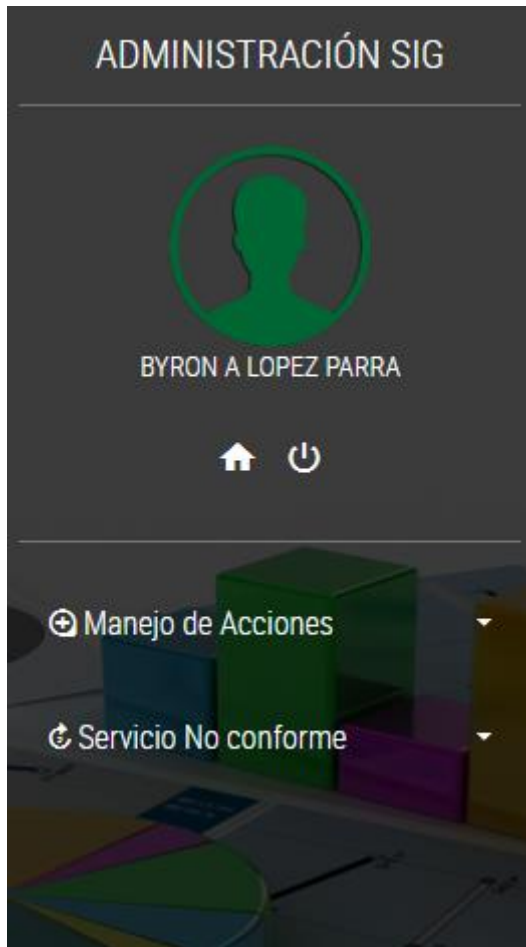 ADMINISTRACIÓN SIG
BYRON A LOPEZ PARRA
Manejo de Acciones
Servicio No conforme